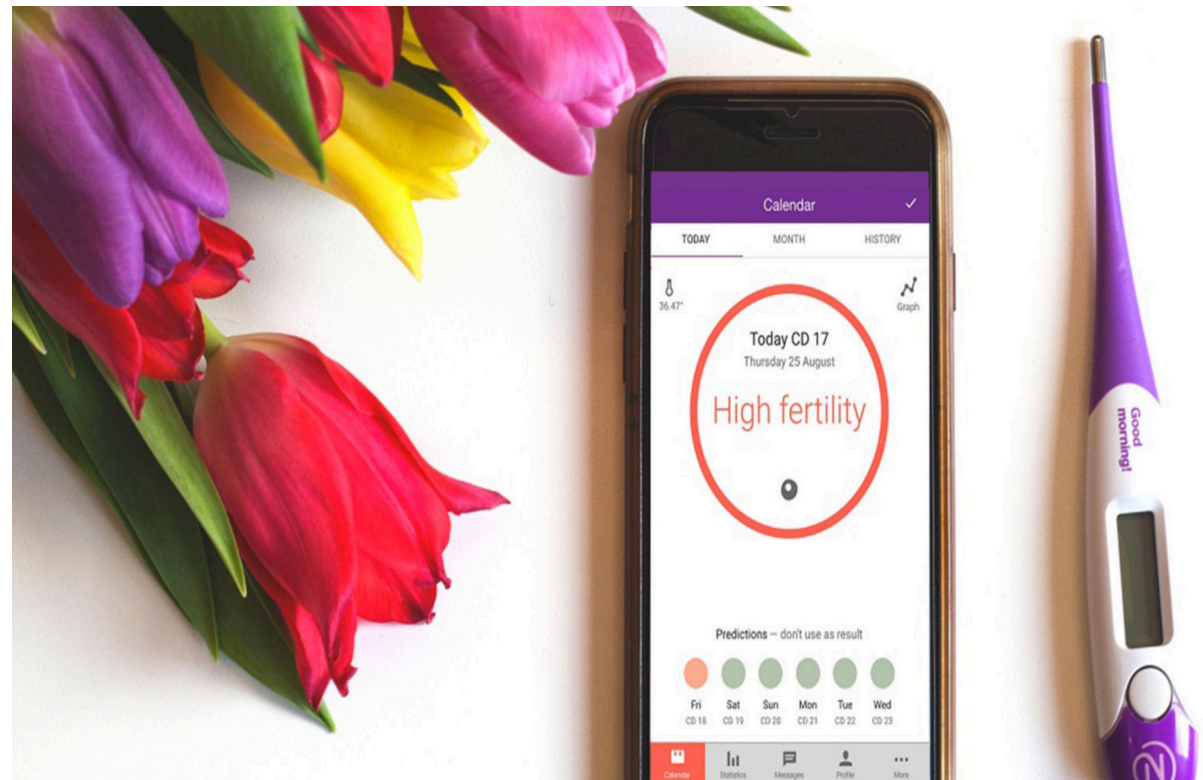 Calendar
TODAY MONTH HISTORY
36.47°
Graph
Today CD 17
Thursday 25 August
High fertility
Predictions – don't use as result
Fri Sat Sun Mon Tue Wed
CD 18 CD 19 CD 20 CD 21 CD 22 CD 23
Calendar Statistics Messages Profile More
Good
morning!